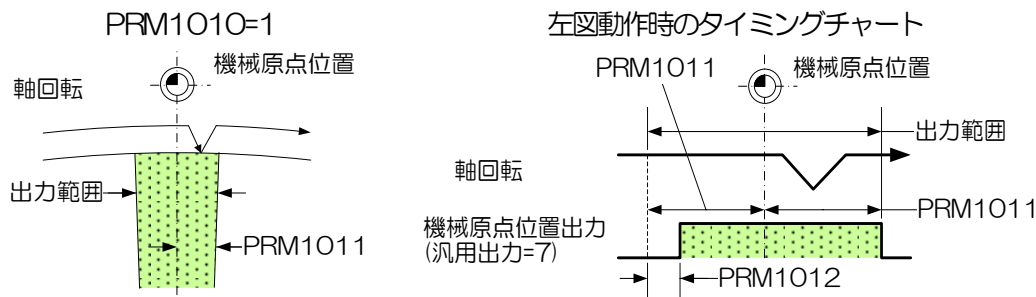 PRM1010=1
機械原点位置
軸回転
出力範囲
PRM1011
左図動作時のタイミングチャート
PRM1011
機械原点位置
出力範囲
軸回転
PRM1011
機械原点位置出力
(汎用出力=7)
PRM1012